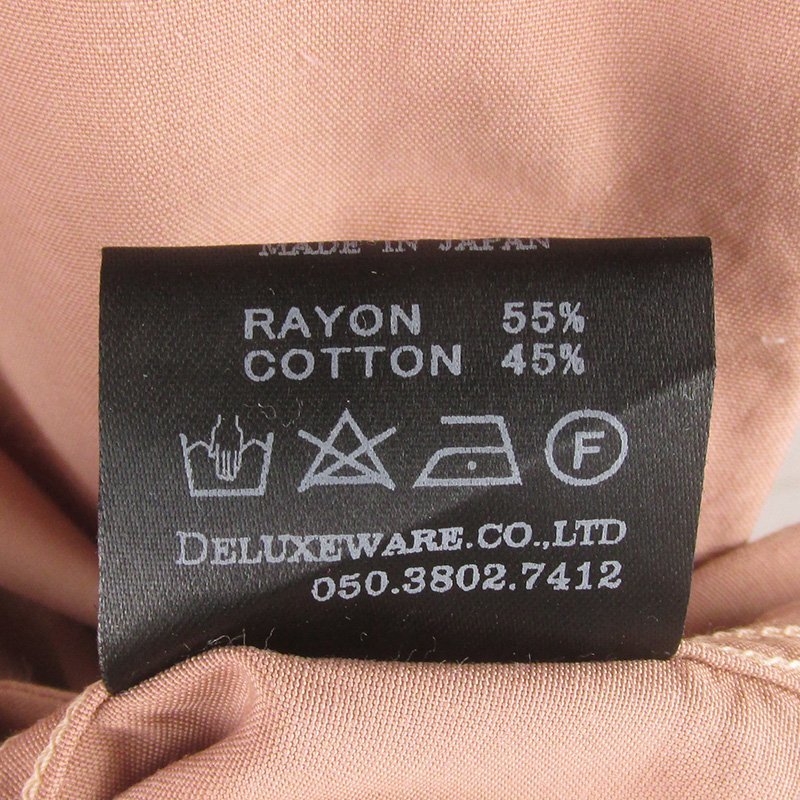 MADE IN JAPAN
RAYON 55%
COTTON 45%
F
DELUXEWARE.CO.,LTD
050.3802.7412